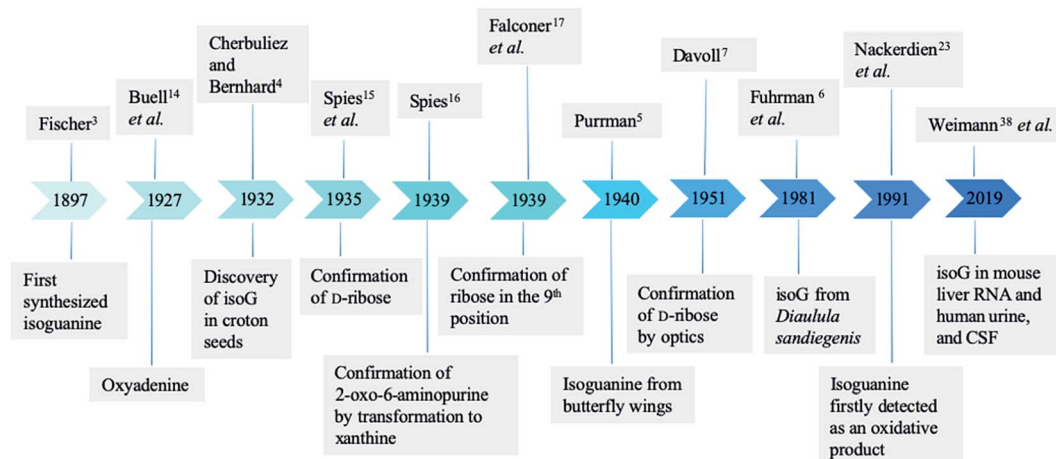 Fischer3
Buell14
et al.
Cherbuliez
and
Bernhard4
Spies15
et al.
Spies16
Falconer17
et al.
Purrman5
Davoll7
Fuhrman 6
et al.
Nackerdien23
et al.
Weimann38 et al.
1897
1927
1932
1935
1939
1939
1940
1951
1981
1991
2019
First
synthesized
isoguanine
Oxyadenine
Discovery
of isoG
in croton
seeds
Confirmation
of D-ribose
Confirmation of
2-oxo-6-aminopurine
by transformation to
xanthine
Confirmation of
ribose in the 9th
position
Isoguanine from
butterfly wings
Confirmation
of D-ribose
by optics
isoG from
Diaulula
sandiegenis
Isoguanine
firstly detected
as an oxidative
product
isoG in mouse
liver RNA and
human urine,
and CSF